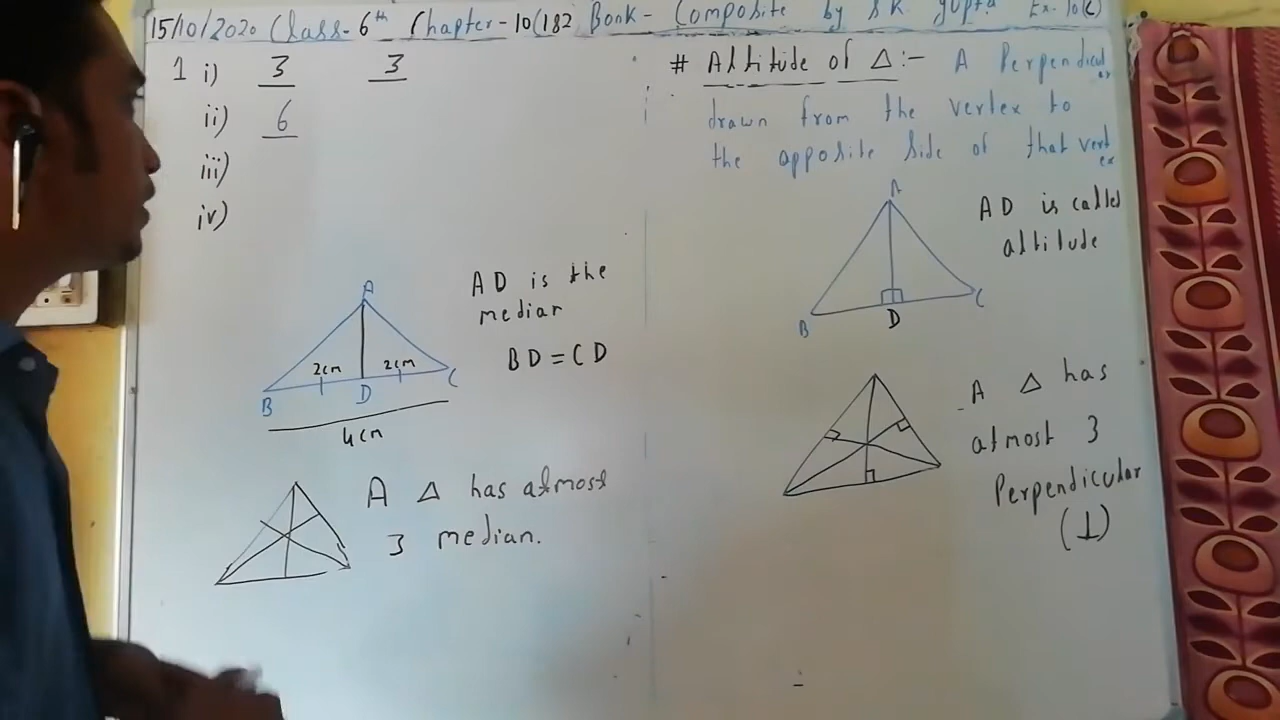 15/10/2020 Class-6th Chapter-10(182 Book- Composite by SK Gupta Ex. 10(C)
1 i) 3 3
ii) 6
iii)
iv)
A
B
D
C
2cm
2cm
4cm
AD is the
median
BD=CD
A △ has atmost
3 median.
# Altitude of △:- A Perpendicular
drawn from the vertex to
the opposite side of that vertex
A
B
D
C
AD is called
altitude
A △ has
atmost 3
Perpendicular
(⊥)